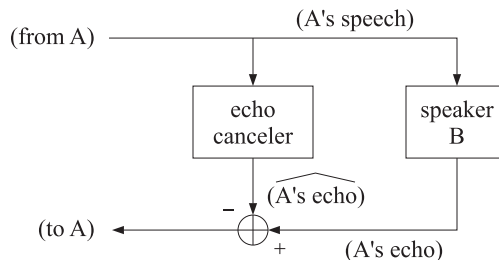 (A's speech)
(from A)
echo
canceler
speaker
B
(A's echo)
(to A)
−
+
(A's echo)